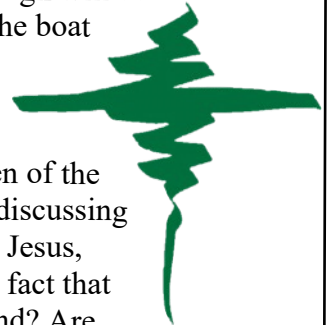 he boat
en of the
discussing
Jesus,
fact that
nd? Are